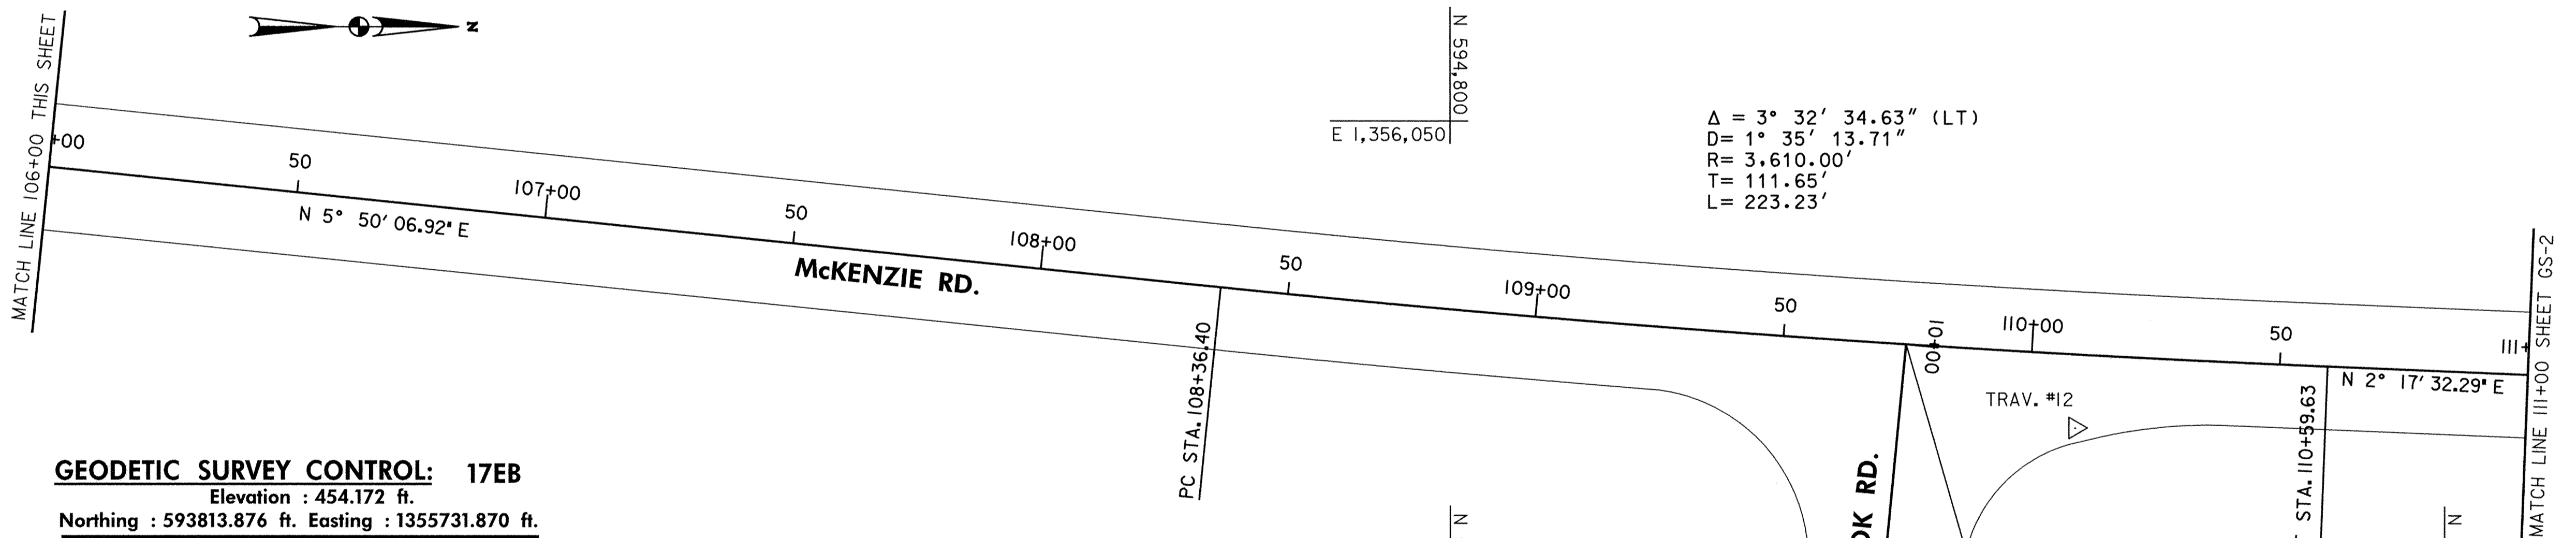 MATCH LINE 106+00 THIS SHEET
Z
N 594,800
E 1,356,050
Δ = 3° 32' 34.63" (LT)
D= 1° 35' 13.71"
R= 3,610.00'
T= 111.65'
L= 223.23'
+00
50
107+00
50
108+00
50
109+00
50
110+00
50
111+
N 5° 50' 06.92" E
McKENZIE RD.
10+00
N 2° 17' 32.29" E
TRAV. #12
PC STA. 108+36.40
STA. 110+59.63
OK RD.
MATCH LINE 111+00 SHEET GS-2
GEODETIC SURVEY CONTROL: 17EB
Elevation : 454.172 ft.
Northing : 593813.876 ft. Easting : 1355731.870 ft.
N
N